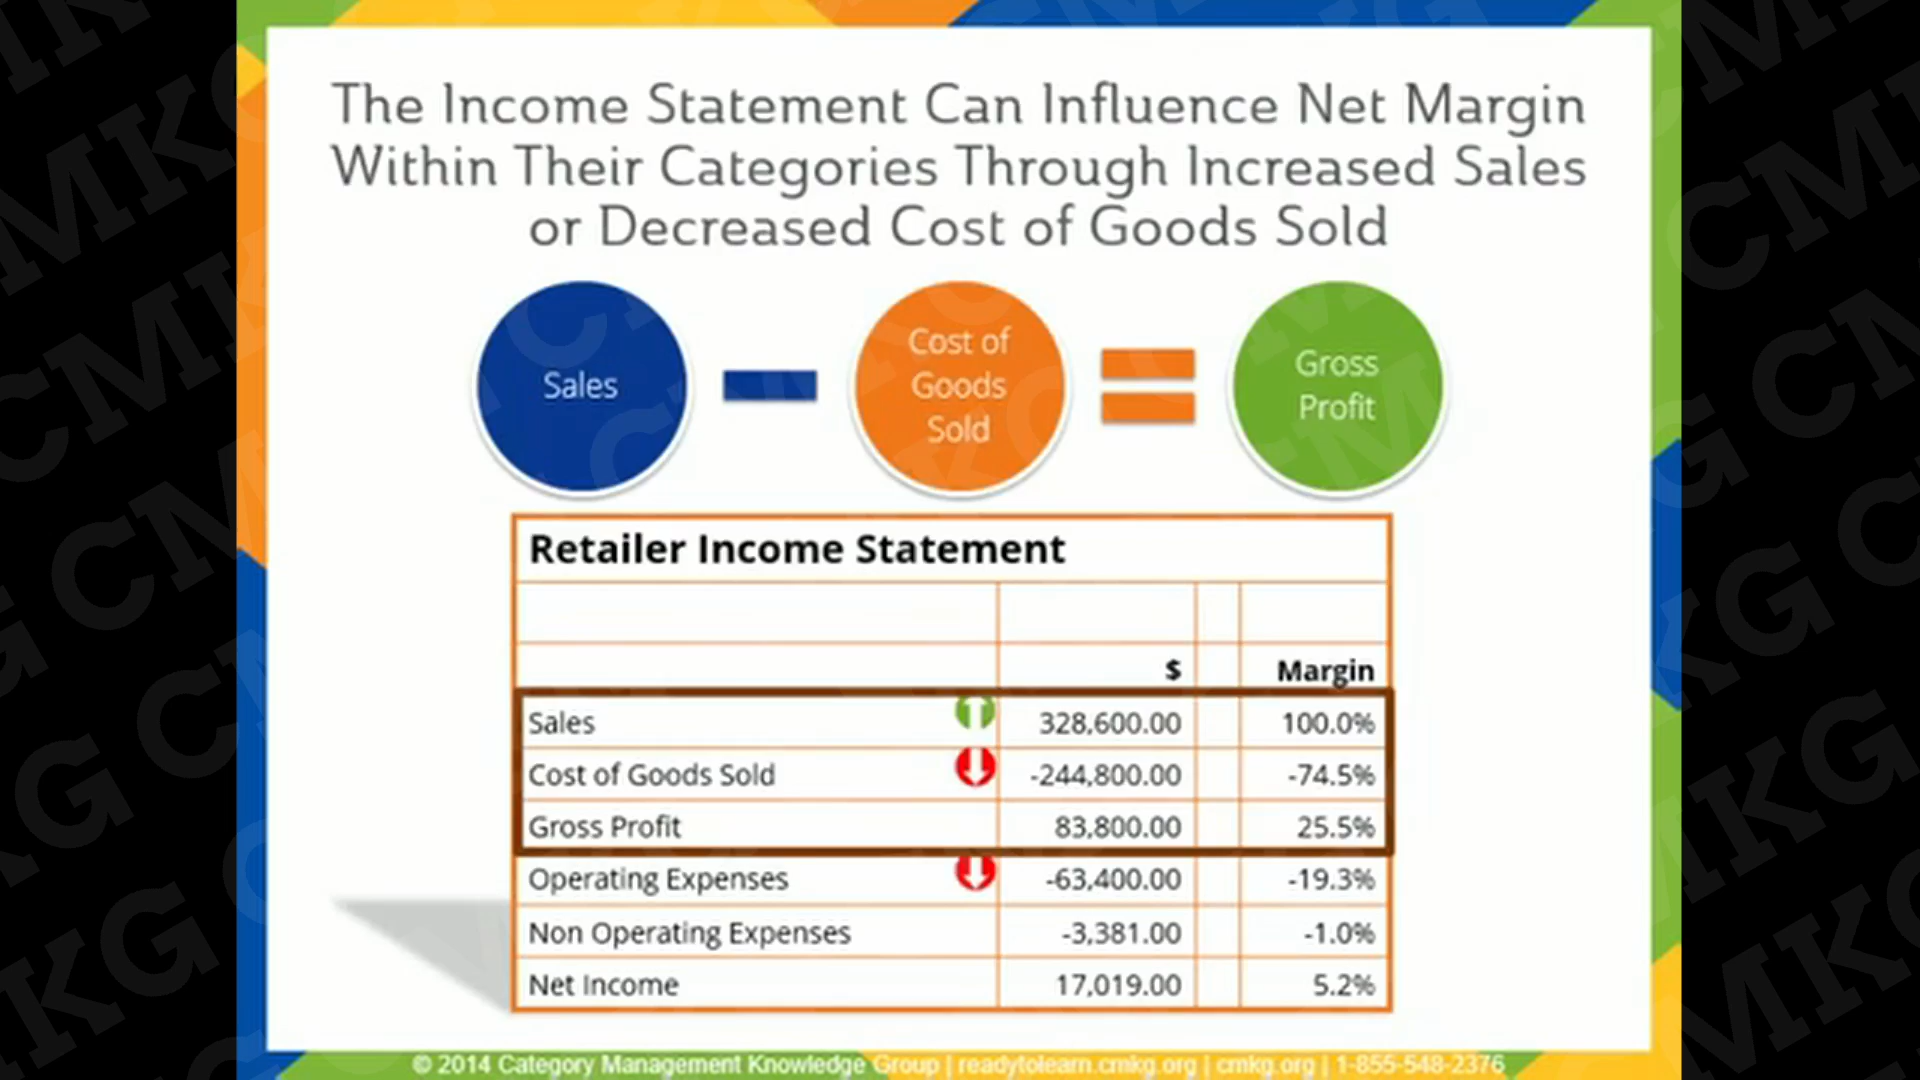 The Income Statement Can Influence Net Margin
Within Their Categories Through Increased Sales
or Decreased Cost of Goods Sold
Sales
Cost of
Goods
Sold
Gross
Profit
Retailer Income Statement
$ Margin
Sales 328,600.00 100.0%
Cost of Goods Sold -244,800.00 -74.5%
Gross Profit 83,800.00 25.5%
Operating Expenses -63,400.00 -19.3%
Non Operating Expenses -3,381.00 -1.0%
Net Income 17,019.00 5.2%
© 2014 Category Management Knowledge Group | readytolearn.cmkg.org | cmkg.org | 1-855-548-2376
CMKG